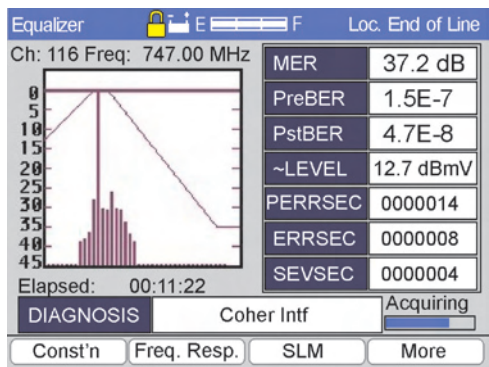 Equalizer E F Loc. End of Line
Ch: 116 Freq: 747.00 MHz
MER 37.2 dB
PreBER 1.5E-7
PstBER 4.7E-8
~LEVEL 12.7 dBmV
PERRSEC 0000014
ERRSEC 0000008
SEVSEC 0000004
0
5
10
15
20
25
30
35
40
45
Elapsed: 00:11:22
DIAGNOSIS Coher Intf Acquiring
Const'n Freq. Resp. SLM More